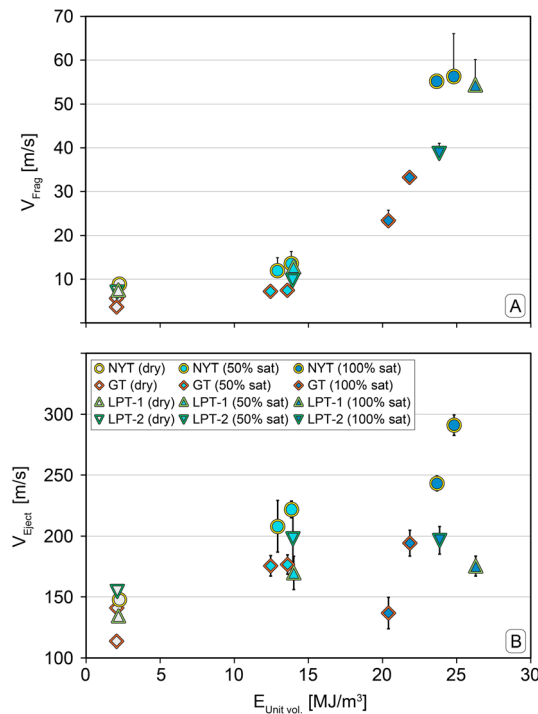 A
70
60
50
40
30
20
10
V Frag [m/s]
A
B
NYT (dry) NYT (50% sat) NYT (100% sat)
GT (dry) GT (50% sat) GT (100% sat)
LPT-1 (dry) LPT-1 (50% sat) LPT-1 (100% sat)
LPT-2 (dry) LPT-2 (50% sat) LPT-2 (100% sat)
300
250
200
150
100
V Eject [m/s]
B
0 5 10 15 20 25 30
E Unit vol. [MJ/m³]